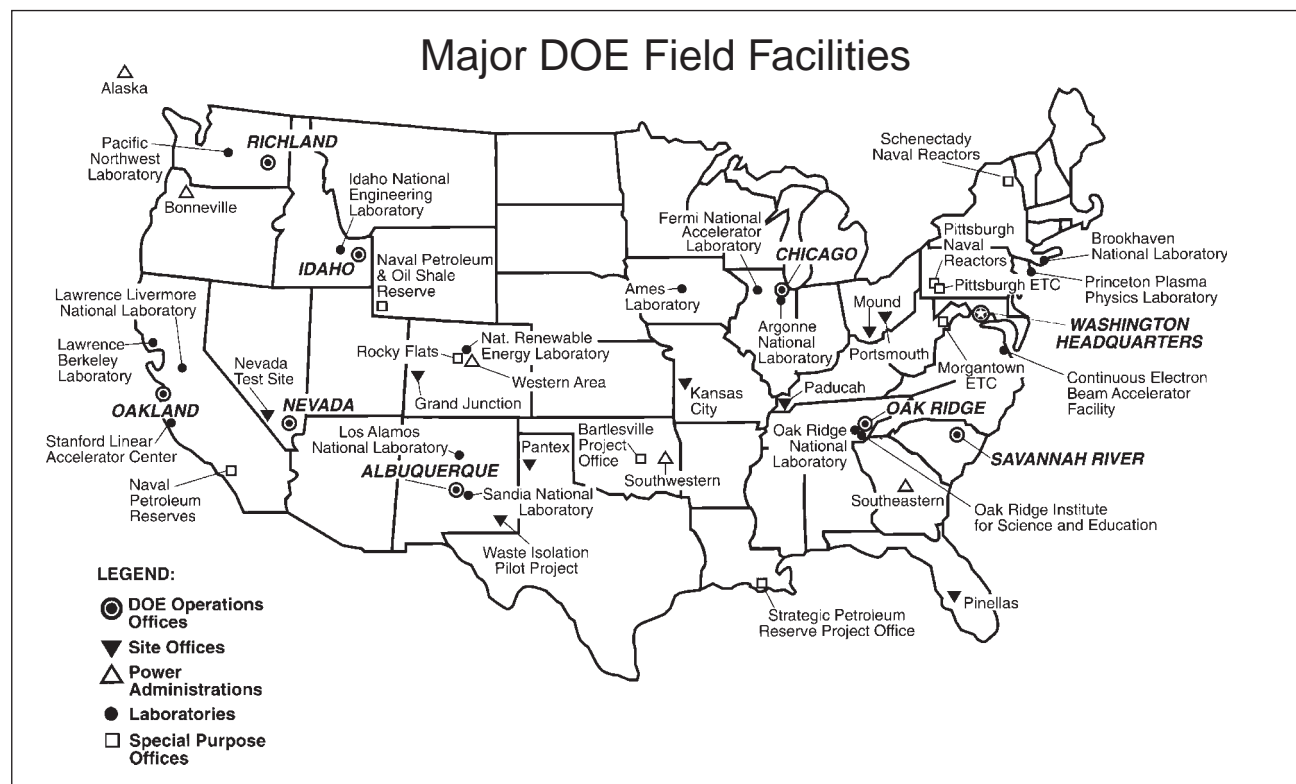 Major DOE Field Facilities
Alaska
Pacific
Northwest
Laboratory
RICHLAND
Bonneville
Idaho National
Engineering
Laboratory
IDAHO
Naval Petroleum
& Oil Shale
Reserve
Schenectady
Naval Reactors
Fermi National
Accelerator
Laboratory
CHICAGO
Pittsburgh
Naval
Reactors
Pittsburgh ETC
Brookhaven
National Laboratory
Princeton Plasma
Physics Laboratory
Ames
Laboratory
Argonne
National
Laboratory
Mound
Portsmouth
WASHINGTON
HEADQUARTERS
Morgantown
ETC
Continuous Electron
Beam Accelerator
Facility
Lawrence Livermore
National Laboratory
Lawrence
Berkeley
Laboratory
Nevada
Test Site
NEVADA
OAKLAND
Stanford Linear
Accelerator Center
Naval
Petroleum
Reserves
Rocky Flats
Nat. Renewable
Energy Laboratory
Western Area
Grand Junction
Kansas
City
Paducah
OAK RIDGE
Oak Ridge
National
Laboratory
SAVANNAH RIVER
Los Alamos
National Laboratory
ALBUQUERQUE
Sandia National
Laboratory
Pantex
Bartlesville
Project
Office
Southwestern
Southeastern
Oak Ridge Institute
for Science and Education
Waste Isolation
Pilot Project
Strategic Petroleum
Reserve Project Office
Pinellas
LEGEND:
DOE Operations
Offices
Site Offices
Power
Administrations
Laboratories
Special Purpose
Offices